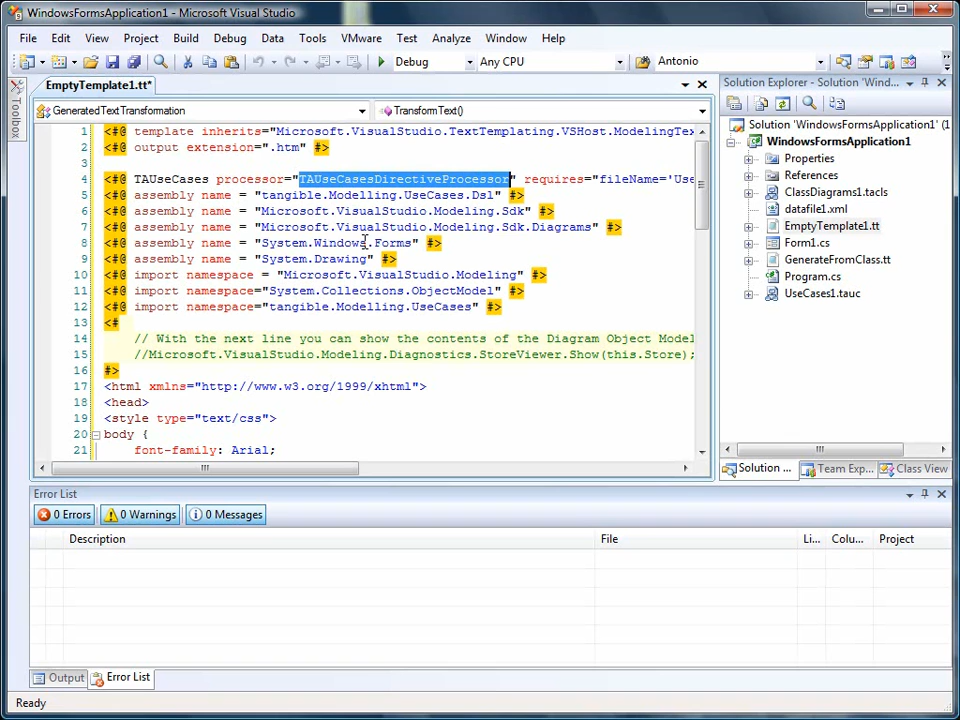 WindowsFormsApplication1 - Microsoft Visual Studio
File Edit View Project Build Debug Data Tools VMware Test Analyze Window Help
Debug Any CPU Antonio
Toolbox
EmptyTemplate1.tt*
GeneratedTextTransformation TransformText()
1 <#@ template inherits="Microsoft.VisualStudio.TextTemplating.VSHost.ModelingTex
2 <#@ output extension=".htm" #>
3
4 <#@ TAUseCases processor="TAUseCasesDirectiveProcessor" requires="fileName='Use
5 <#@ assembly name = "tangible.Modelling.UseCases.Dsl" #>
6 <#@ assembly name = "Microsoft.VisualStudio.Modeling.Sdk" #>
7 <#@ assembly name = "Microsoft.VisualStudio.Modeling.Sdk.Diagrams" #>
8 <#@ assembly name = "System.Windows.Forms" #>
9 <#@ assembly name = "System.Drawing" #>
10 <#@ import namespace = "Microsoft.VisualStudio.Modeling" #>
11 <#@ import namespace="System.Collections.ObjectModel" #>
12 <#@ import namespace="tangible.Modelling.UseCases" #>
13 <#
14 // With the next line you can show the contents of the Diagram Object Model
15 //Microsoft.VisualStudio.Modeling.Diagnostics.StoreViewer.Show(this.Store);
16 #>
17 <html xmlns="http://www.w3.org/1999/xhtml">
18 <head>
19 <style type="text/css">
20 body {
21 font-family: Arial;
Solution Explorer - Solution 'Wind...
Solution 'WindowsFormsApplication1' (1
WindowsFormsApplication1
Properties
References
ClassDiagrams1.tacls
datafile1.xml
EmptyTemplate1.tt
Form1.cs
GenerateFromClass.tt
Program.cs
UseCases1.tauc
Solution ... Team Exp... Class View
Error List
0 Errors 0 Warnings 0 Messages
Description File Li... Colu... Project
Output Error List
Ready